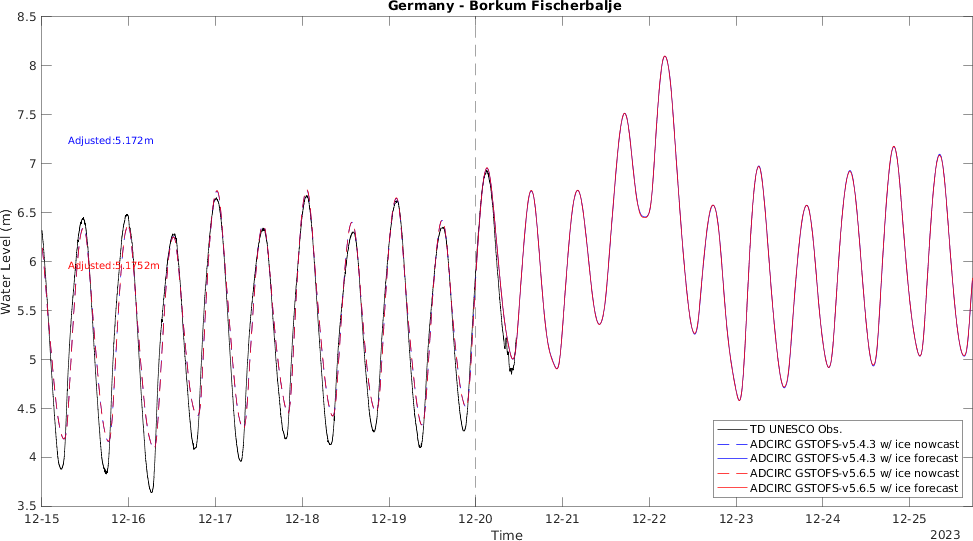 Germany - Borkum Fischerbalje
8.5
8
7.5
7
6.5
6
5.5
5
4.5
4
3.5
Water Level (m)
Adjusted:5.172m
Adjusted:5.1752m
TD UNESCO Obs.
ADCIRC GSTOFS-v5.4.3 w/ ice nowcast
ADCIRC GSTOFS-v5.4.3 w/ ice forecast
ADCIRC GSTOFS-v5.6.5 w/ ice nowcast
ADCIRC GSTOFS-v5.6.5 w/ ice forecast
12-15 12-16 12-17 12-18 12-19 12-20 12-21 12-22 12-23 12-24 12-25
Time
2023